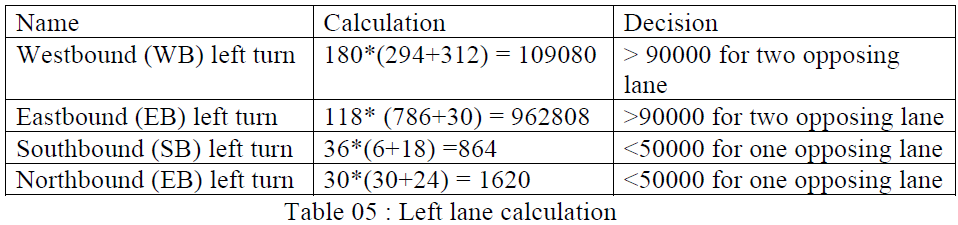 Name Calculation Decision
Westbound (WB) left turn 180*(294+312) = 109080 > 90000 for two opposing
lane
Eastbound (EB) left turn 118* (786+30) = 962808 >90000 for two opposing lane
Southbound (SB) left turn 36*(6+18) =864 <50000 for one opposing lane
Northbound (EB) left turn 30*(30+24) = 1620 <50000 for one opposing lane
Table 05 : Left lane calculation